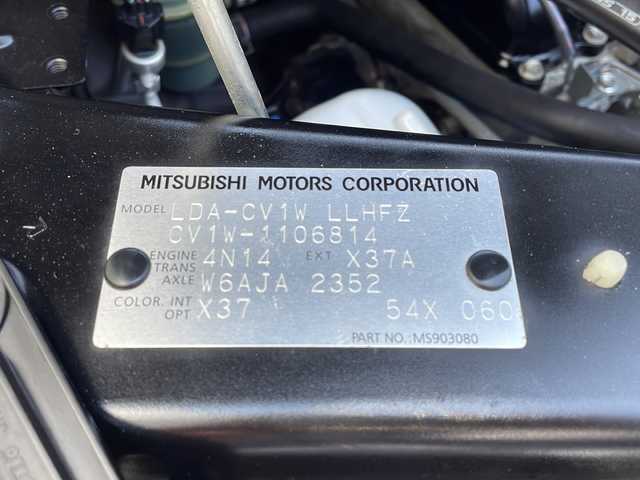 MITSUBISHI MOTORS CORPORATION
MODEL LDA-CV1W LLHFZ
CV1W-1106814
ENGINE 4N14 EXT X37A
TRANS
AXLE W6AJA 2352
COLOR. INT X37 54X 060
OPT
PART NO.:MS903080